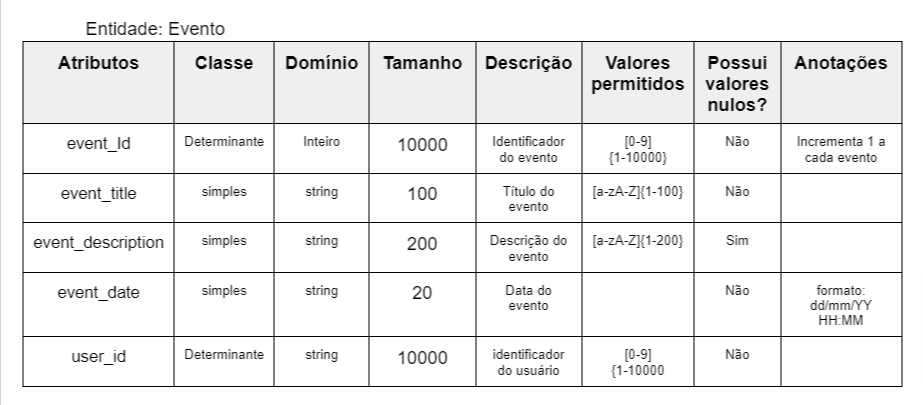 Entidade: Evento
Atributos Classe Domínio Tamanho Descrição Valores permitidos Possui valores nulos? Anotações
event_Id Determinante Inteiro 10000 Identificador do evento [0-9] {1-10000} Não Incrementa 1 a cada evento
event_title simples string 100 Título do evento [a-zA-Z]{1-100} Não
event_description simples string 200 Descrição do evento [a-zA-Z]{1-200} Sim
event_date simples string 20 Data do evento Não formato: dd/mm/YY HH:MM
user_id Determinante string 10000 identificador do usuário [0-9] {1-10000 Não